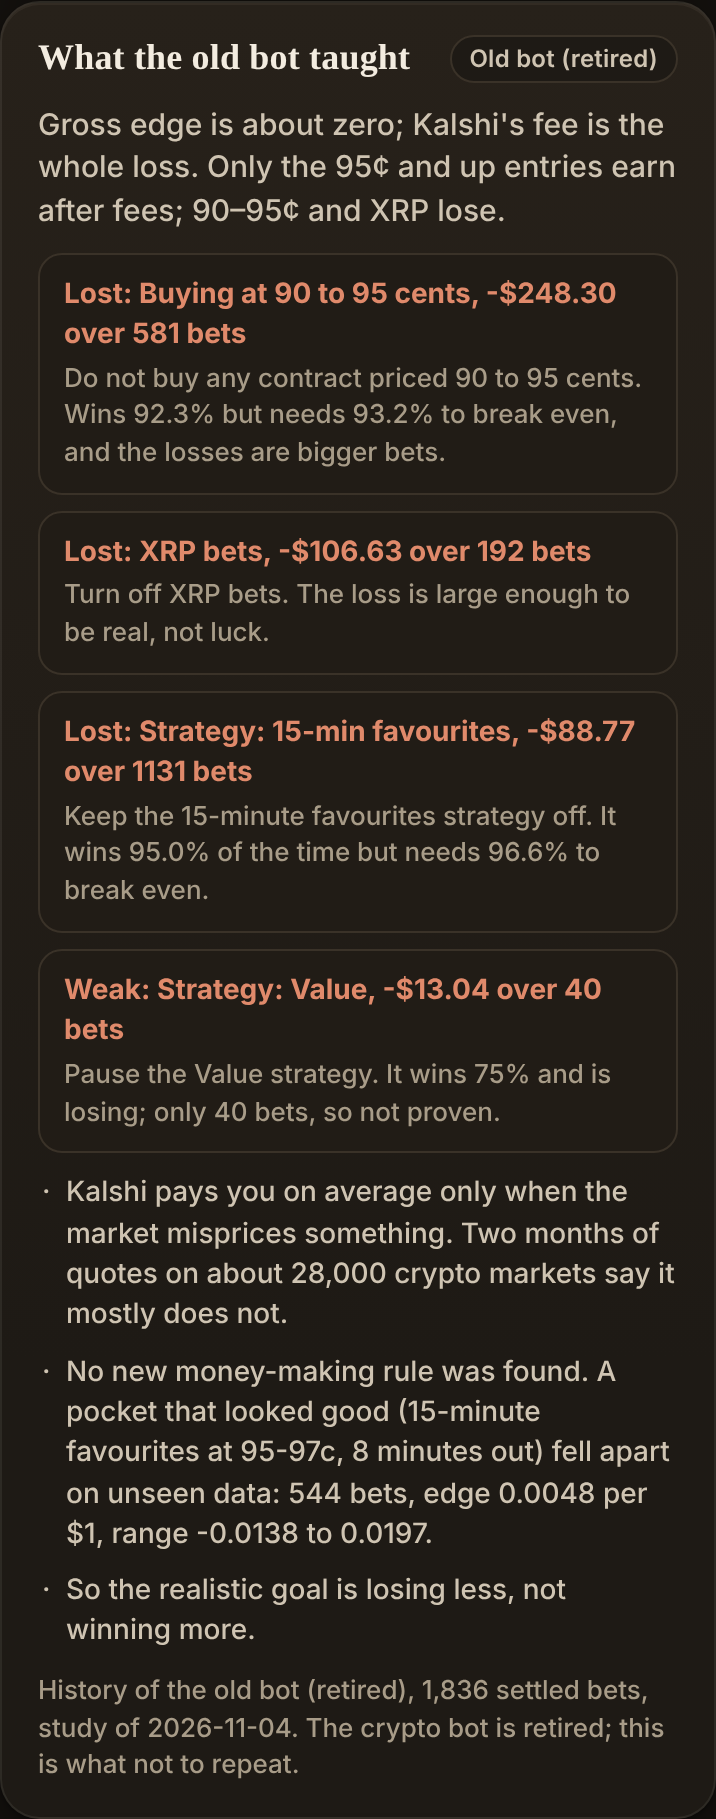 What the old bot taught
Old bot (retired)
Gross edge is about zero; Kalshi's fee is the
whole loss. Only the 95¢ and up entries earn
after fees; 90–95¢ and XRP lose.
Lost: Buying at 90 to 95 cents, -$248.30
over 581 bets
Do not buy any contract priced 90 to 95 cents.
Wins 92.3% but needs 93.2% to break even,
and the losses are bigger bets.
Lost: XRP bets, -$106.63 over 192 bets
Turn off XRP bets. The loss is large enough to
be real, not luck.
Lost: Strategy: 15-min favourites, -$88.77
over 1131 bets
Keep the 15-minute favourites strategy off. It
wins 95.0% of the time but needs 96.6% to
break even.
Weak: Strategy: Value, -$13.04 over 40
bets
Pause the Value strategy. It wins 75% and is
losing; only 40 bets, so not proven.
· Kalshi pays you on average only when the
market misprices something. Two months of
quotes on about 28,000 crypto markets say it
mostly does not.
· No new money-making rule was found. A
pocket that looked good (15-minute
favourites at 95-97c, 8 minutes out) fell apart
on unseen data: 544 bets, edge 0.0048 per
$1, range -0.0138 to 0.0197.
· So the realistic goal is losing less, not
winning more.
History of the old bot (retired), 1,836 settled bets,
study of 2026-11-04. The crypto bot is retired; this
is what not to repeat.